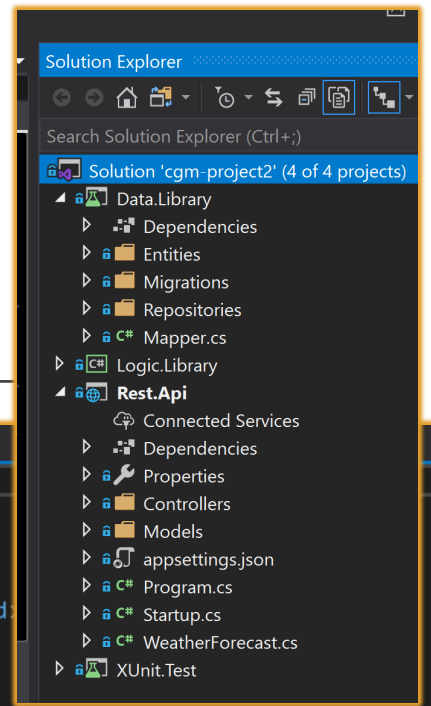 Solution Explorer
Search Solution Explorer (Ctrl+;)
Solution 'cgm-project2' (4 of 4 projects)
Data.Library
Dependencies
Entities
Migrations
Repositories
C# Mapper.cs
C# Logic.Library
Rest.Api
Connected Services
Dependencies
Properties
Controllers
Models
appsettings.json
C# Program.cs
C# Startup.cs
C# WeatherForecast.cs
XUnit.Test